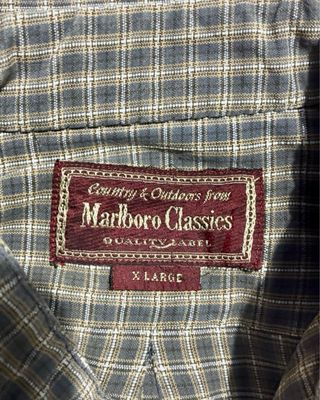 Country & Outdoors from
Marlboro Classics
QUALITY LABEL
X LARGE